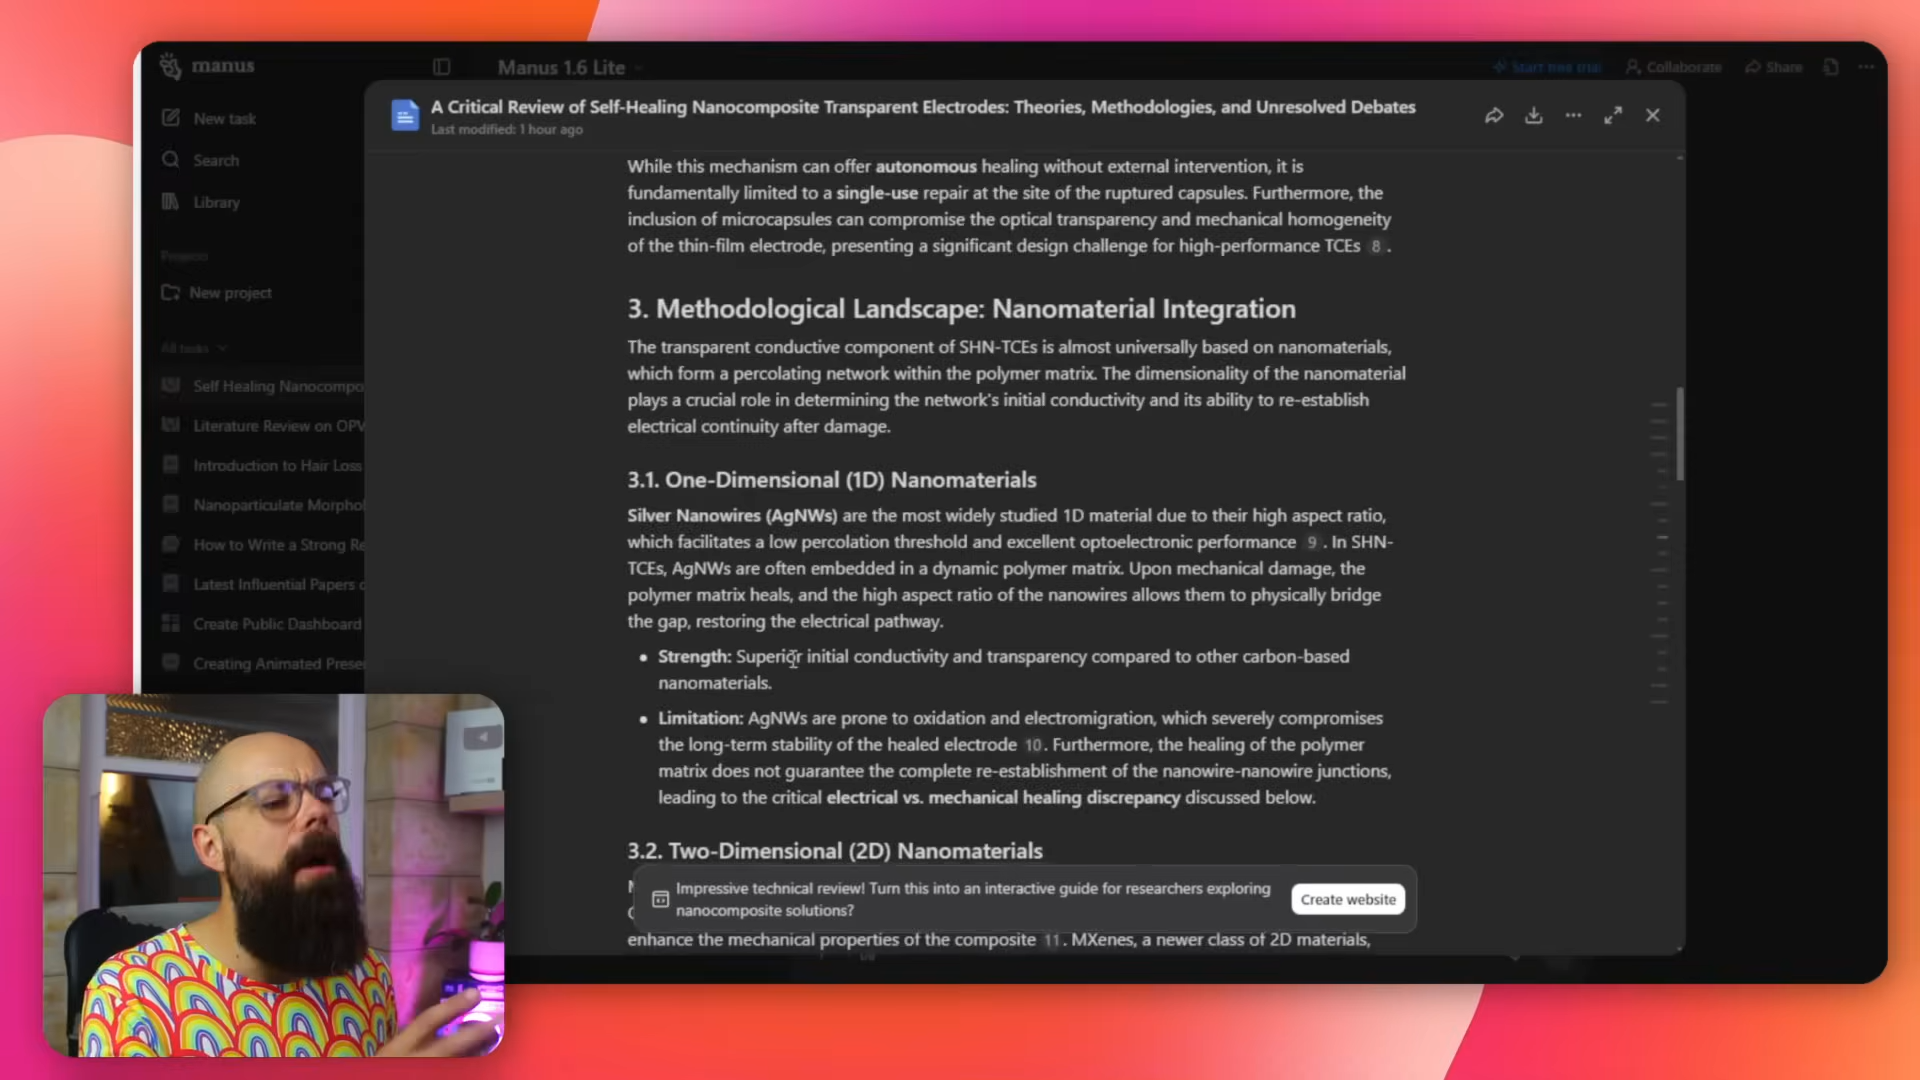 manus
Manus 1.6 Lite
Start free trial
Collaborate
Share
New task
Search
Library
Projects
New project
All tasks
Self Healing Nanocompo
Literature Review on OPV
Introduction to Hair Loss
Nanoparticulate Morphol
How to Write a Strong Re
Latest Influential Papers o
Create Public Dashboard
Creating Animated Prese
A Critical Review of Self-Healing Nanocomposite Transparent Electrodes: Theories, Methodologies, and Unresolved Debates
Last modified: 1 hour ago
While this mechanism can offer autonomous healing without external intervention, it is
fundamentally limited to a single-use repair at the site of the ruptured capsules. Furthermore, the
inclusion of microcapsules can compromise the optical transparency and mechanical homogeneity
of the thin-film electrode, presenting a significant design challenge for high-performance TCEs 8 .
3. Methodological Landscape: Nanomaterial Integration
The transparent conductive component of SHN-TCEs is almost universally based on nanomaterials,
which form a percolating network within the polymer matrix. The dimensionality of the nanomaterial
plays a crucial role in determining the network's initial conductivity and its ability to re-establish
electrical continuity after damage.
3.1. One-Dimensional (1D) Nanomaterials
Silver Nanowires (AgNWs) are the most widely studied 1D material due to their high aspect ratio,
which facilitates a low percolation threshold and excellent optoelectronic performance 9 . In SHN-
TCEs, AgNWs are often embedded in a dynamic polymer matrix. Upon mechanical damage, the
polymer matrix heals, and the high aspect ratio of the nanowires allows them to physically bridge
the gap, restoring the electrical pathway.
• Strength: Superior initial conductivity and transparency compared to other carbon-based
nanomaterials.
• Limitation: AgNWs are prone to oxidation and electromigration, which severely compromises
the long-term stability of the healed electrode 10 . Furthermore, the healing of the polymer
matrix does not guarantee the complete re-establishment of the nanowire-nanowire junctions,
leading to the critical electrical vs. mechanical healing discrepancy discussed below.
3.2. Two-Dimensional (2D) Nanomaterials
Impressive technical review! Turn this into an interactive guide for researchers exploring
nanocomposite solutions?
Create website
enhance the mechanical properties of the composite 11 . MXenes, a newer class of 2D materials,